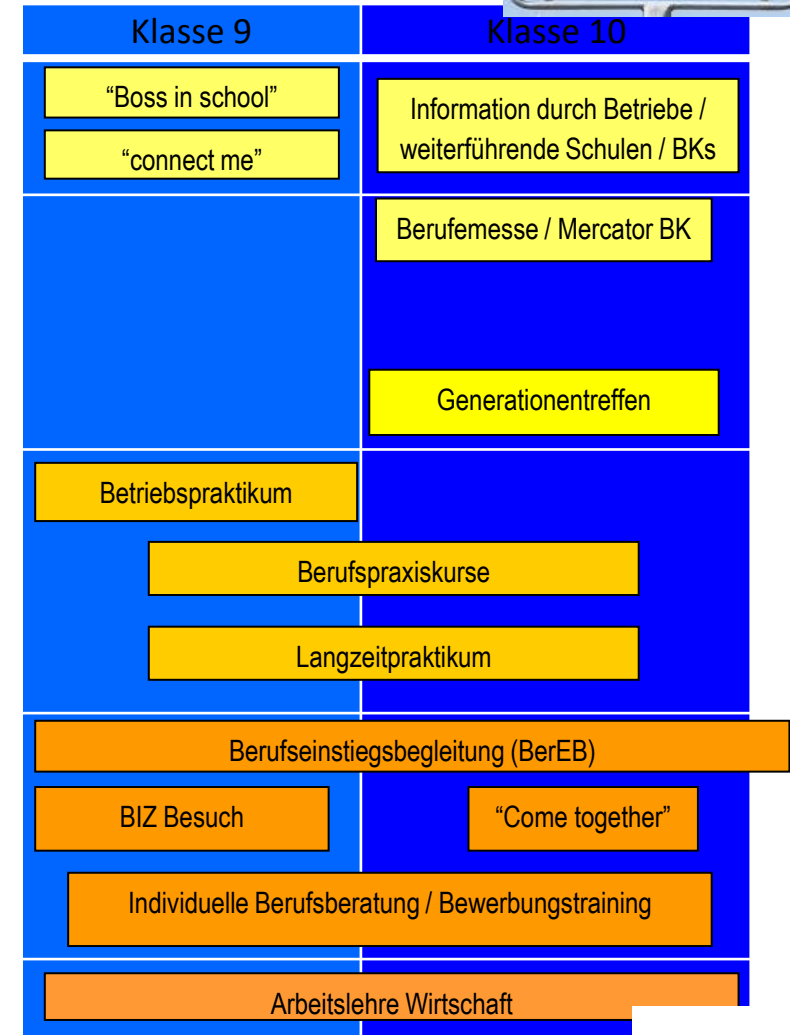 Klasse 9
Klasse 10
“Boss in school”
“connect me”
Information durch Betriebe /
weiterführende Schulen / BKs
Berufemesse / Mercator BK
Generationentreffen
Betriebspraktikum
Berufspraxiskurse
Langzeitpraktikum
Berufseinstiegsbegleitung (BerEB)
BIZ Besuch
“Come together”
Individuelle Berufsberatung / Bewerbungstraining
Arbeitslehre Wirtschaft